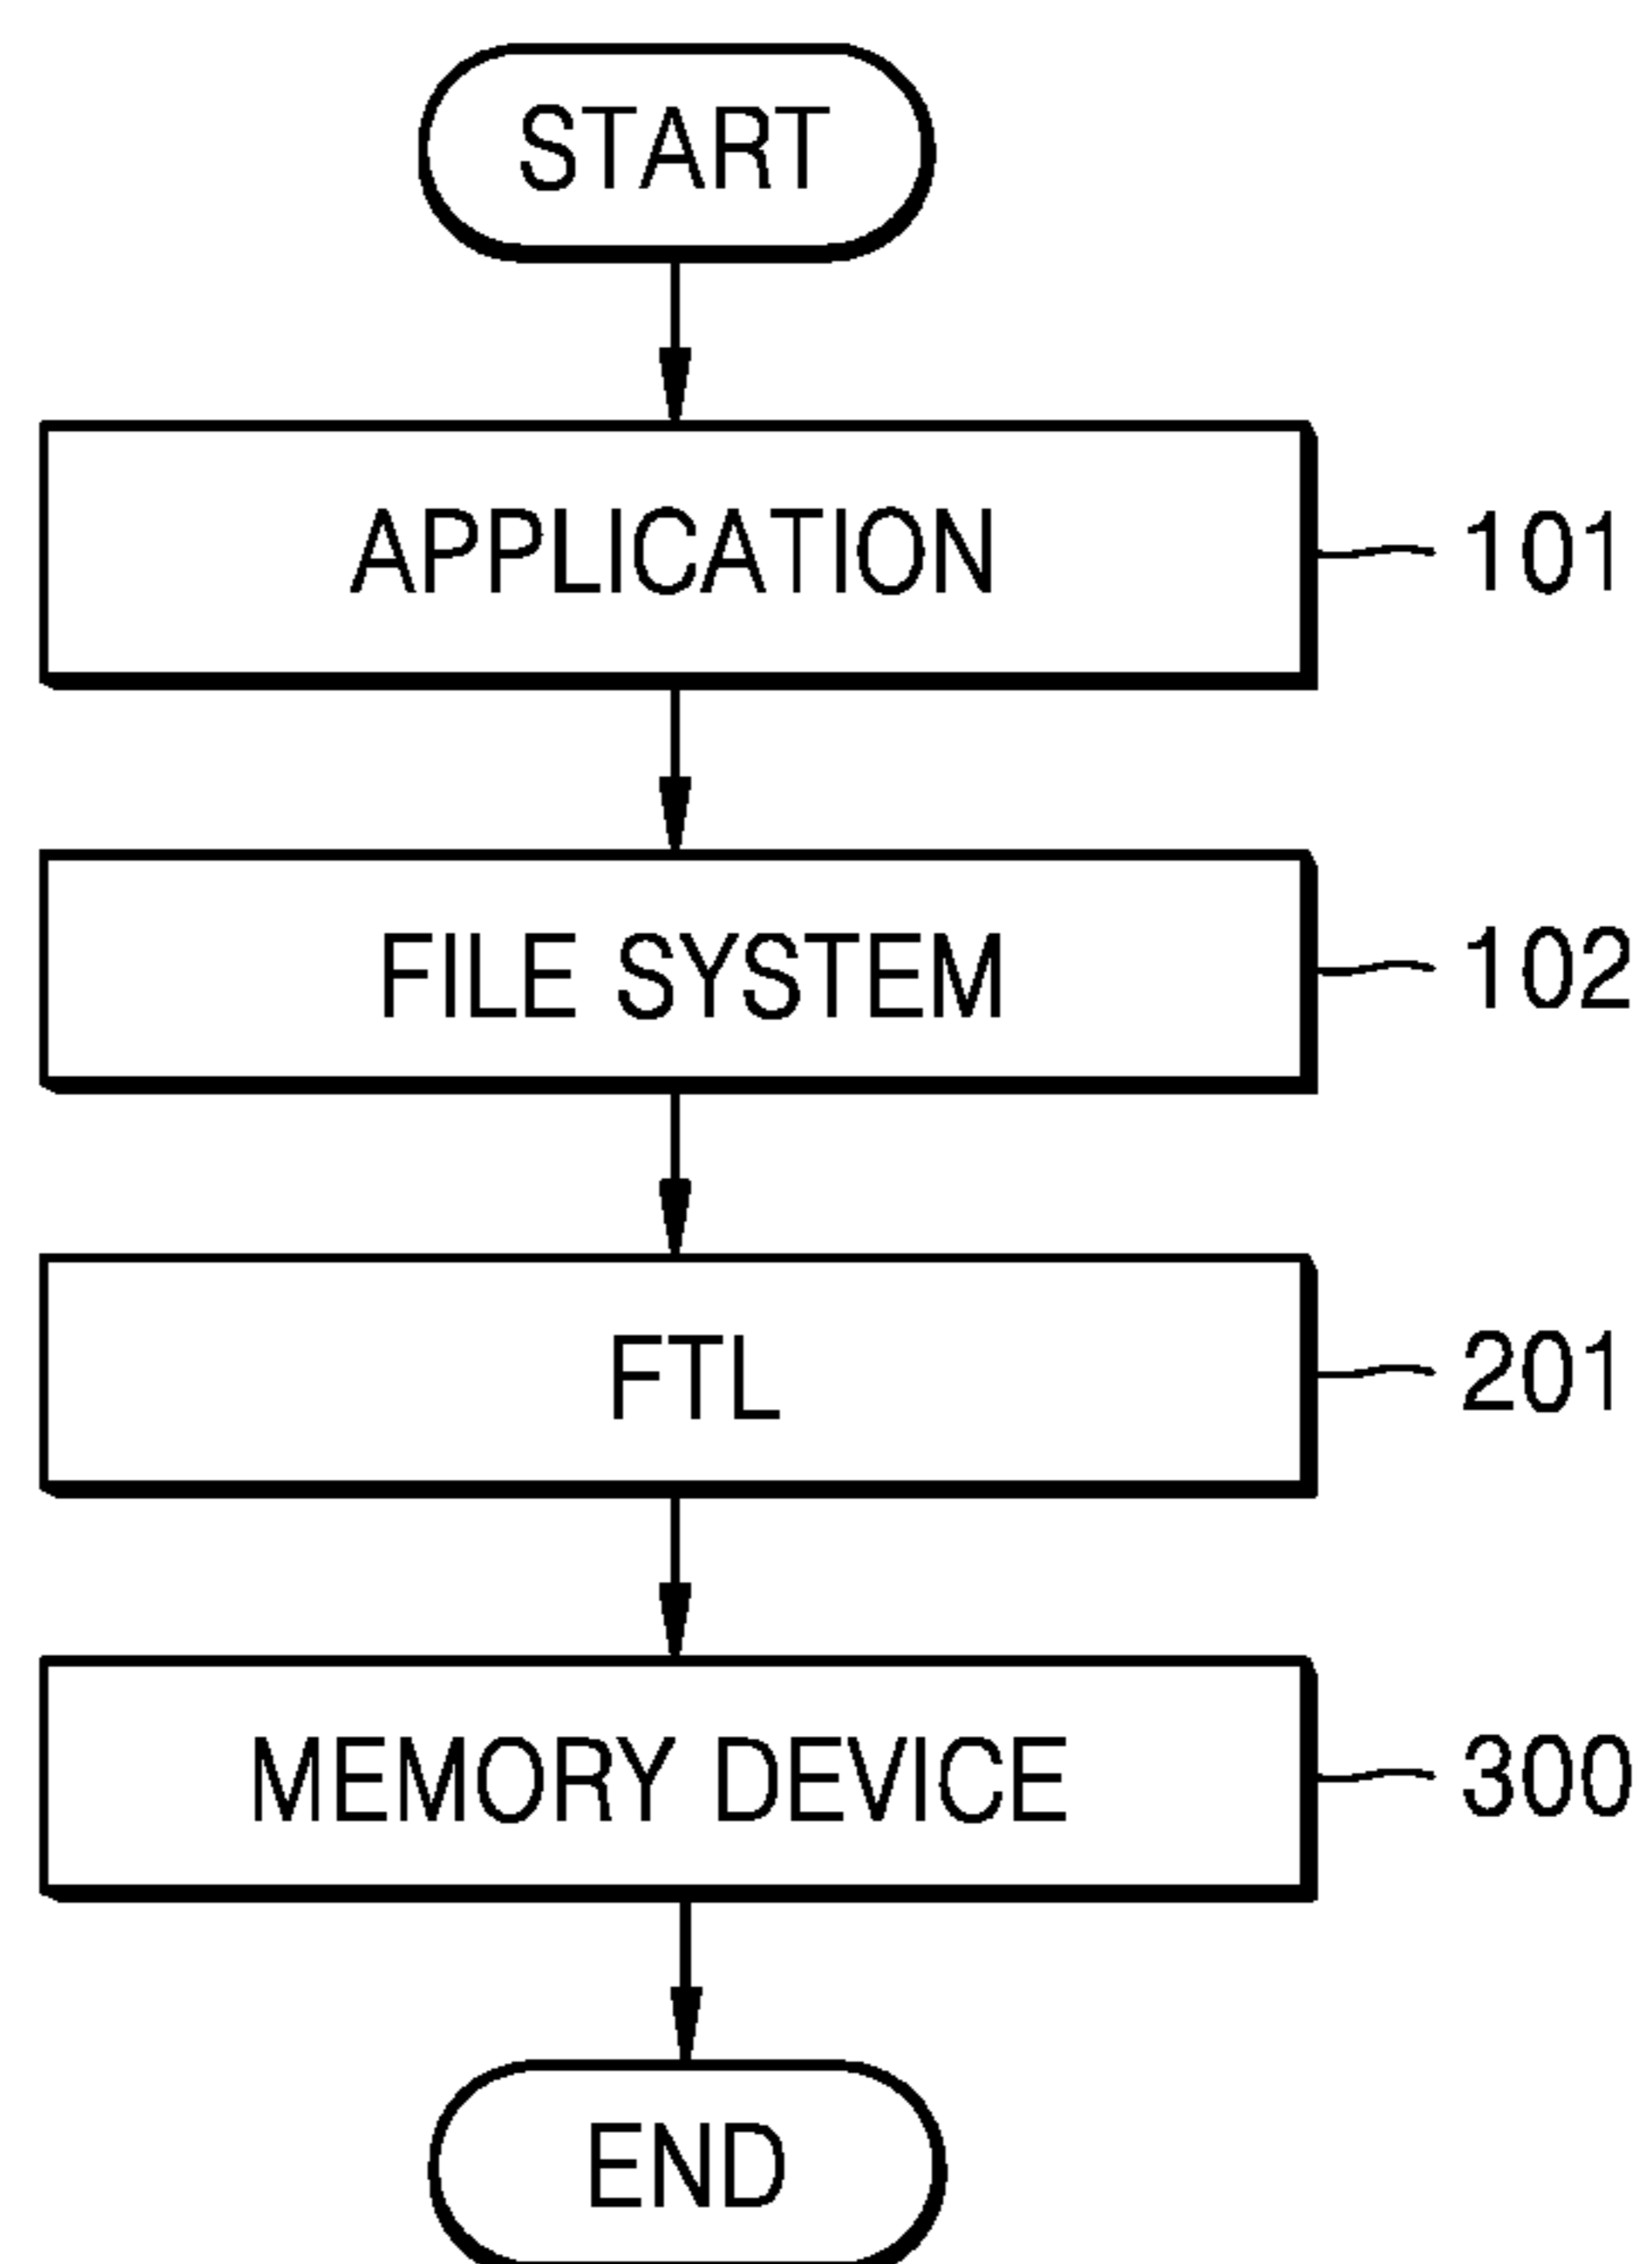 START
APPLICATION 101
FILE SYSTEM 102
FTL 201
MEMORY DEVICE 300
END